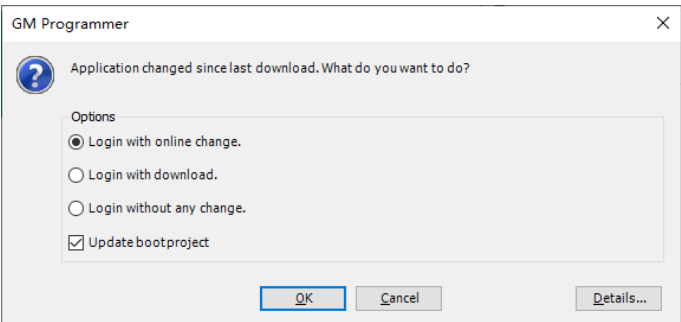 GM Programmer
Application changed since last download. What do you want to do?
Options
Login with online change.
Login with download.
Login without any change.
Update bootproject
OK Cancel Details...